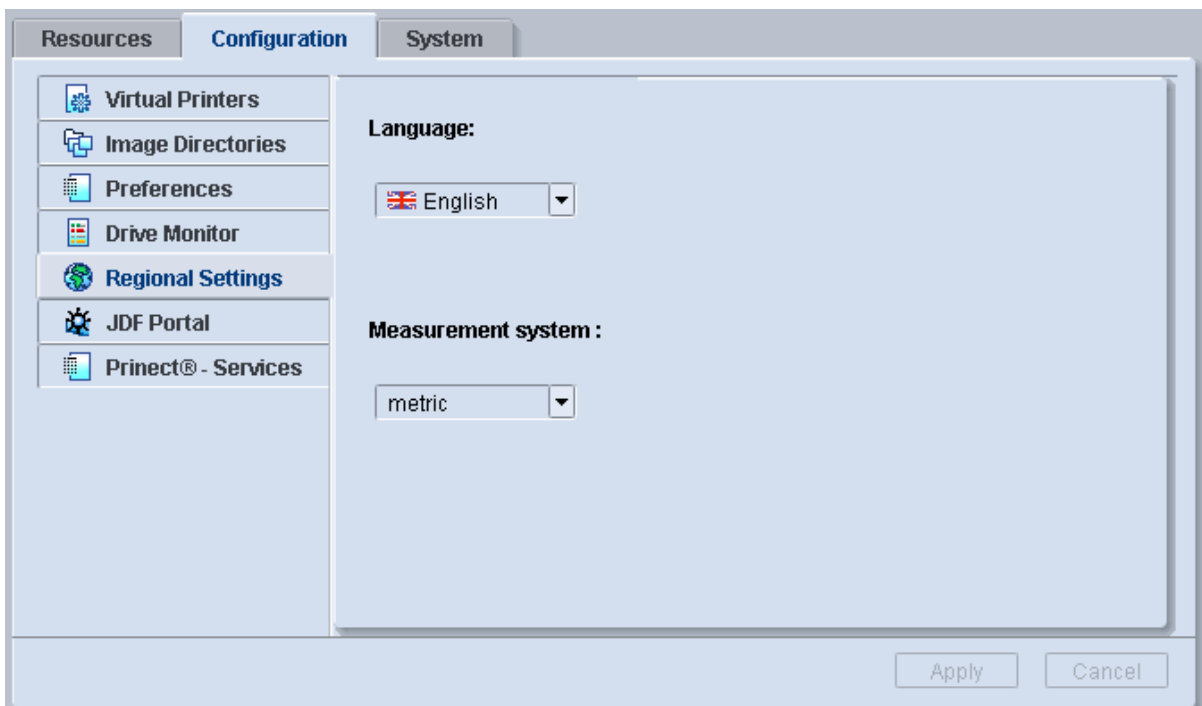 Resources
Configuration
System
Virtual Printers
Image Directories
Preferences
Drive Monitor
Regional Settings
JDF Portal
Prinect® - Services
Language:
English
Measurement system :
metric
Apply
Cancel